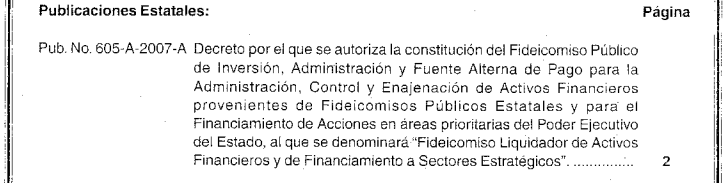 Publicaciones Estatales: Página
Pub. No. 605-A-2007-A Decreto por el que se autoriza la constitución del Fideicomiso Público
de Inversión, Administración y Fuente Alterna de Pago para la
Administración, Control y Enajenación de Activos Financieros
provenientes de Fideicomisos Públicos Estatales y para el
Financiamiento de Acciones en áreas prioritarias del Poder Ejecutivo
del Estado, al que se denominará “Fideicomiso Liquidador de Activos
Financieros y de Financiamiento a Sectores Estratégicos”. .............. 2